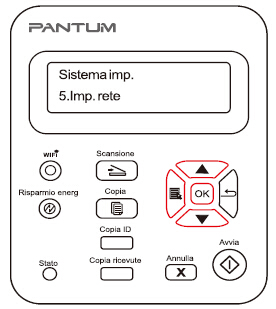 PANTUM
Sistema imp.
5.Imp. rete
WiFi
Scansione
Risparmio energ
Copia
OK
Copia ID
Avvia
Stato
Copia ricevute
Annulla
X